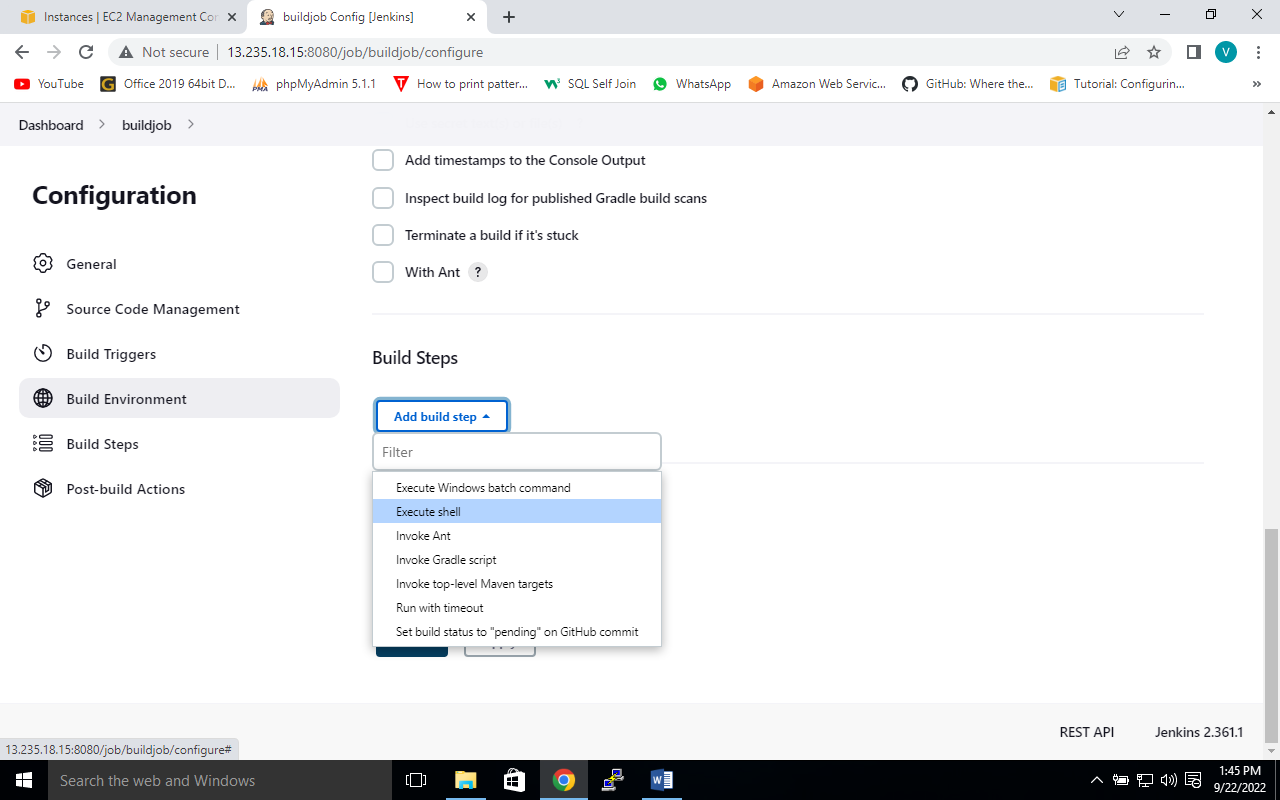 Instances | EC2 Management Con
buildjob Config [Jenkins]
Not secure
13.235.18.15:8080/job/buildjob/configure
V
YouTube
Office 2019 64bit D...
phpMyAdmin 5.1.1
How to print patter...
SQL Self Join
WhatsApp
Amazon Web Servic...
GitHub: Where the...
Tutorial: Configurin...
»
Dashboard
buildjob
Configuration
General
Source Code Management
Build Triggers
Build Environment
Build Steps
Post-build Actions
Add timestamps to the Console Output
Inspect build log for published Gradle build scans
Terminate a build if it's stuck
With Ant ?
Build Steps
Add build step
Filter
Execute Windows batch command
Execute shell
Invoke Ant
Invoke Gradle script
Invoke top-level Maven targets
Run with timeout
Set build status to "pending" on GitHub commit
REST API
Jenkins 2.361.1
13.235.18.15:8080/job/buildjob/configure#
Search the web and Windows
1:45 PM
9/22/2022